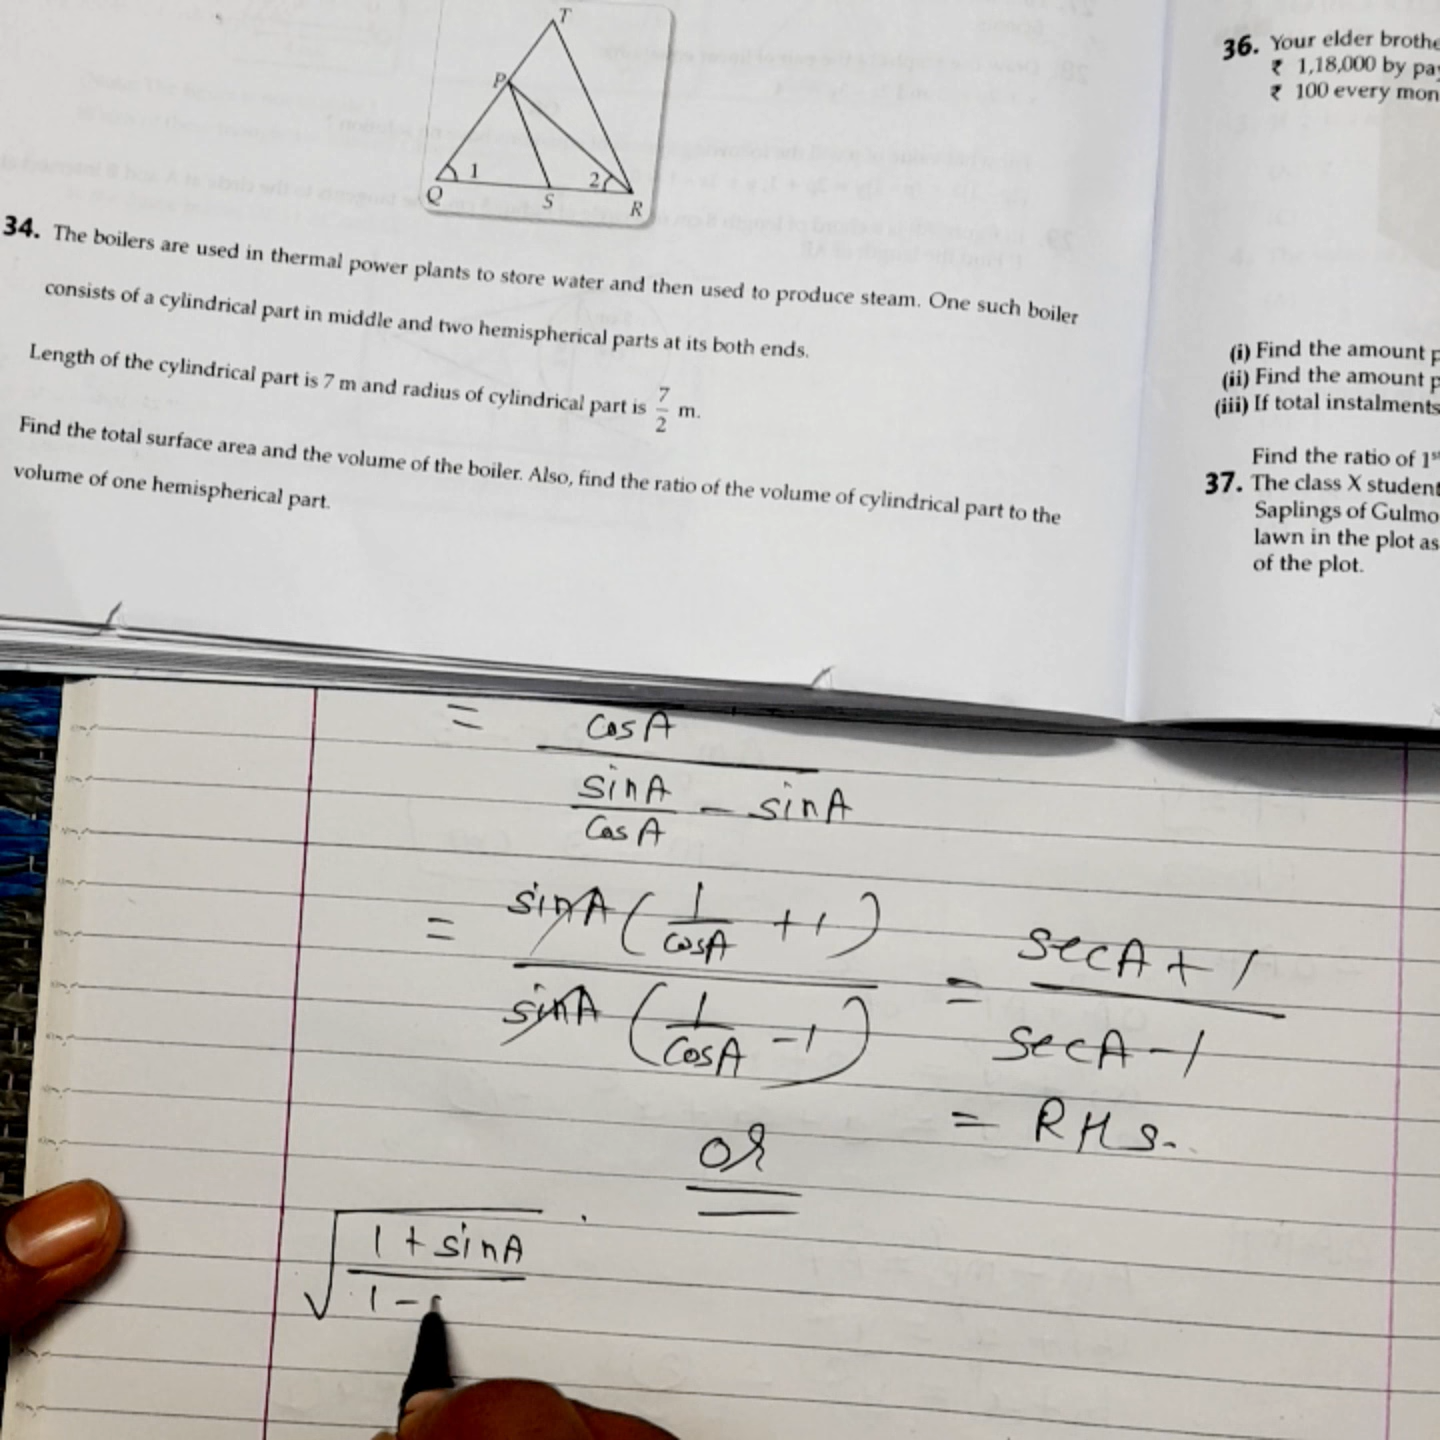 T
P
1
2
Q
S
R
34. The boilers are used in thermal power plants to store water and then used to produce steam. One such boiler
consists of a cylindrical part in middle and two hemispherical parts at its both ends.
Length of the cylindrical part is 7 m and radius of cylindrical part is 7/2 m.
Find the total surface area and the volume of the boiler. Also, find the ratio of the volume of cylindrical part to the
volume of one hemispherical part.
36. Your elder brothe
₹ 1,18,000 by pay
₹ 100 every mon
(i) Find the amount p
(ii) Find the amount p
(iii) If total instalments
Find the ratio of 1st
37. The class X student
Saplings of Gulmo
lawn in the plot as
of the plot.
= cosA
sinA/cosA - sinA
= sinA (1/cosA + 1)
sinA (1/cosA - 1)
= secA + 1
secA - 1
= RHS.
or
√ 1 + sinA
1 -